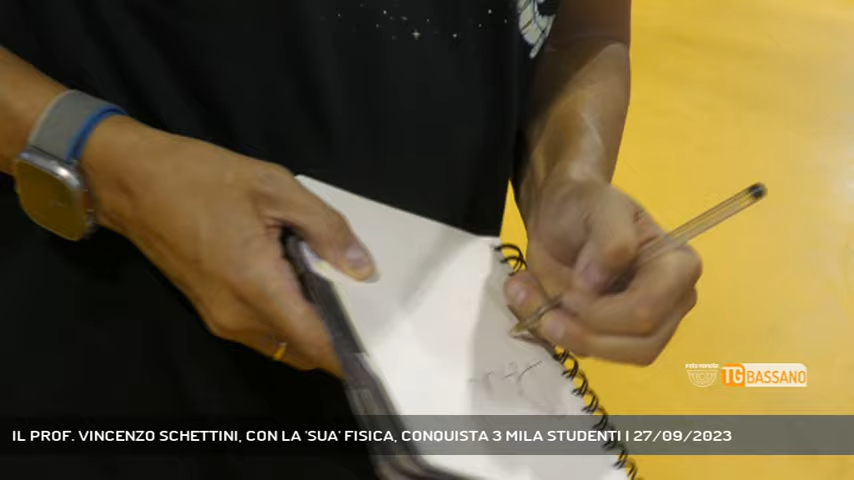 TG BASSANO
IL PROF. VINCENZO SCHETTINI, CON LA 'SUA' FISICA, CONQUISTA 3 MILA STUDENTI | 27/09/2023